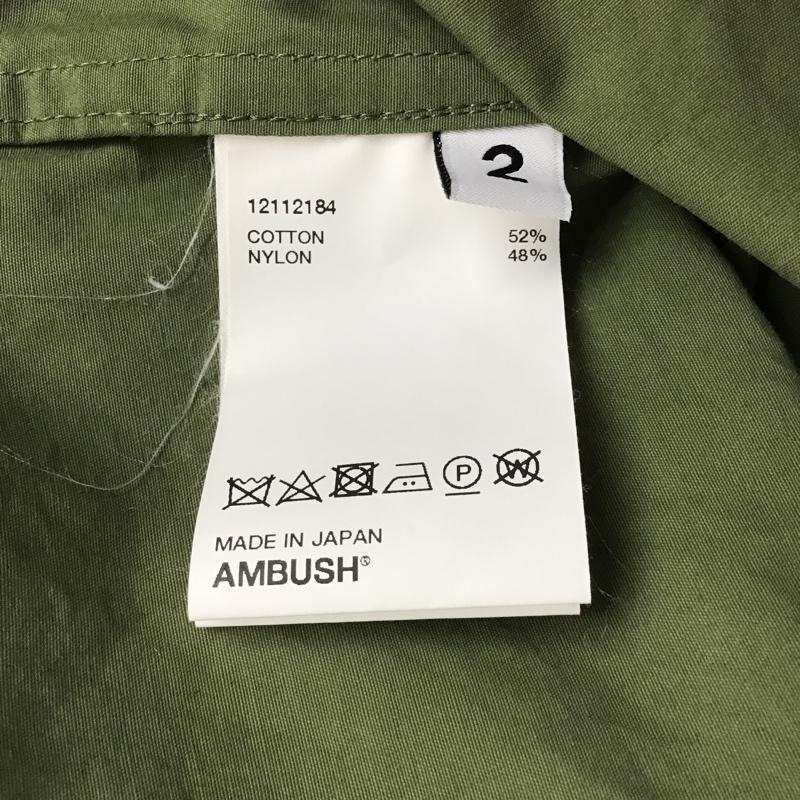 2
12112184
COTTON 52%
NYLON 48%
P W
MADE IN JAPAN
AMBUSH®